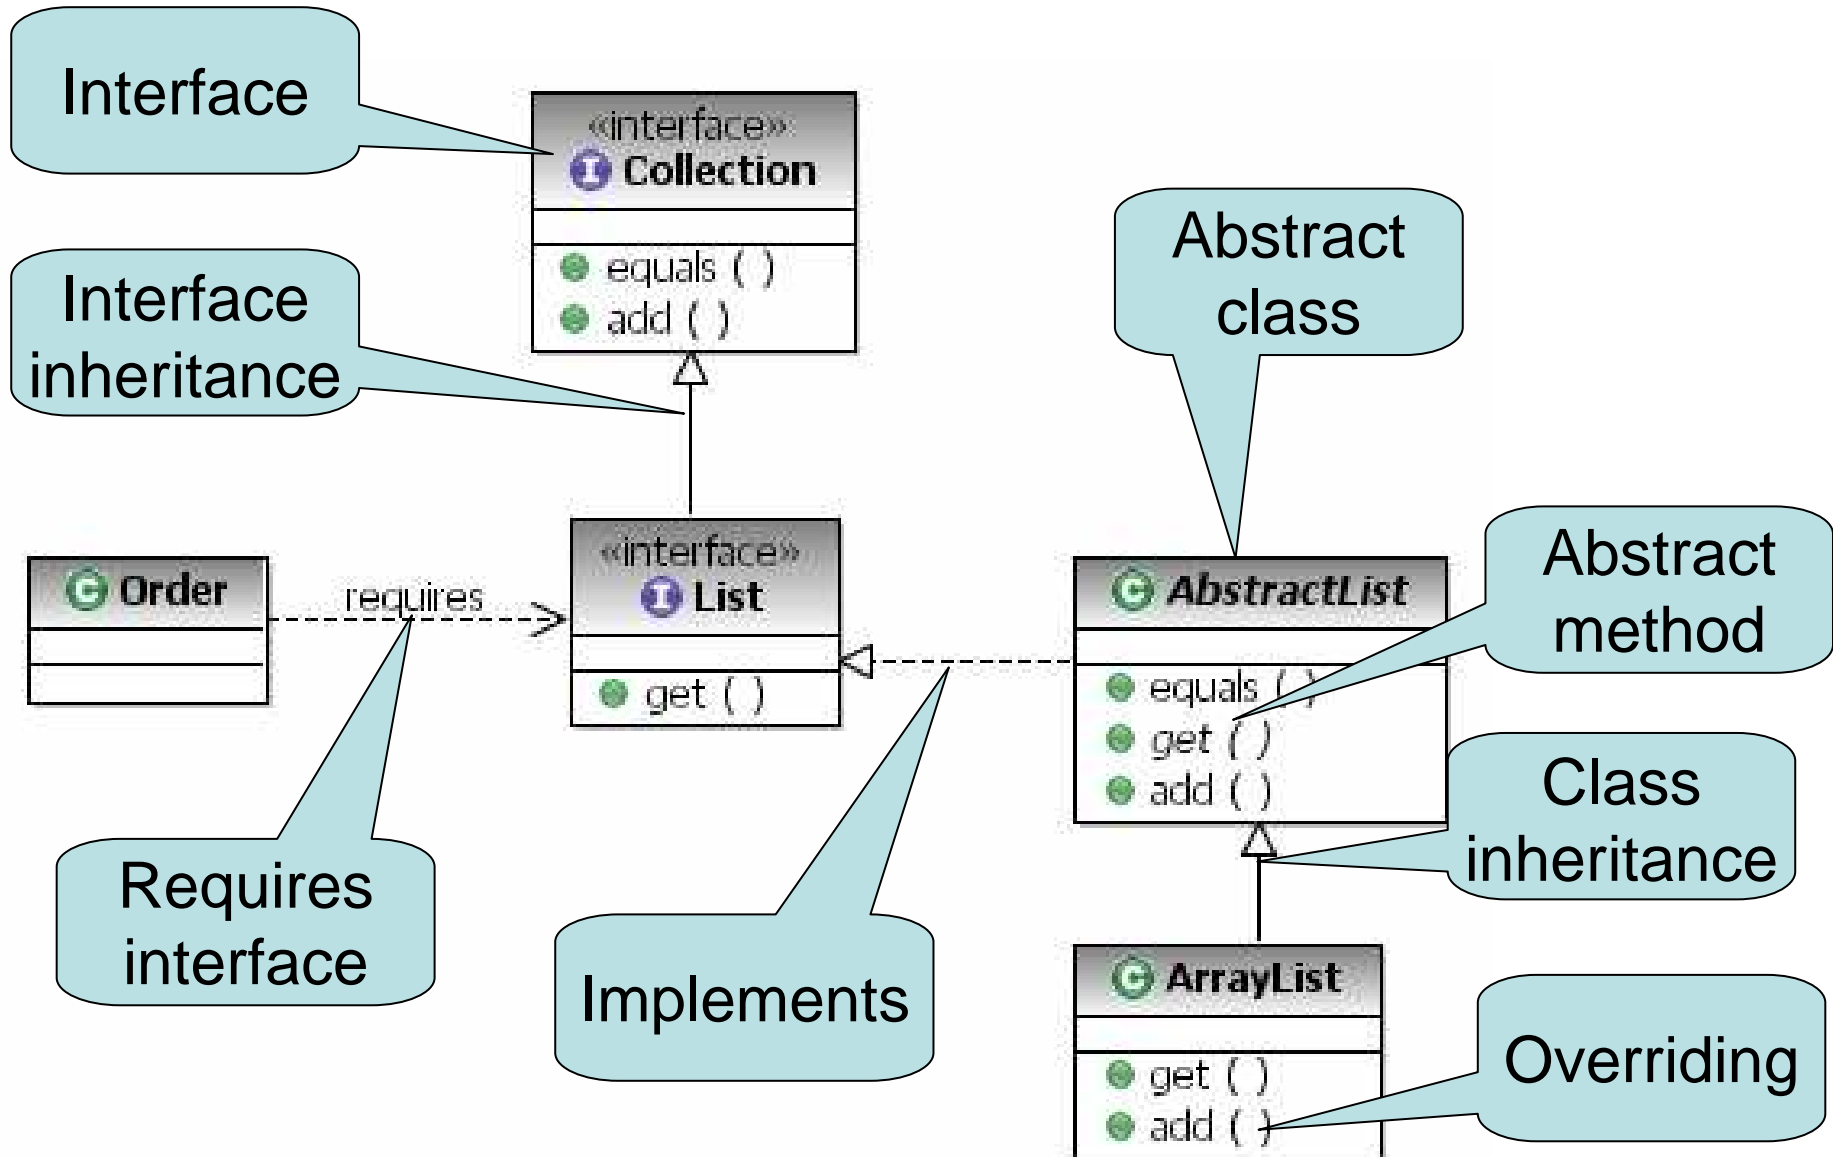 Interface
«interface»
I Collection
equals ( )
add ( )
Interface
inheritance
Abstract
class
C Order
requires
«interface»
I List
get ( )
C AbstractList
equals ( )
get ( )
add ( )
Abstract
method
Class
inheritance
Requires
interface
Implements
C ArrayList
get ( )
add ( )
Overriding